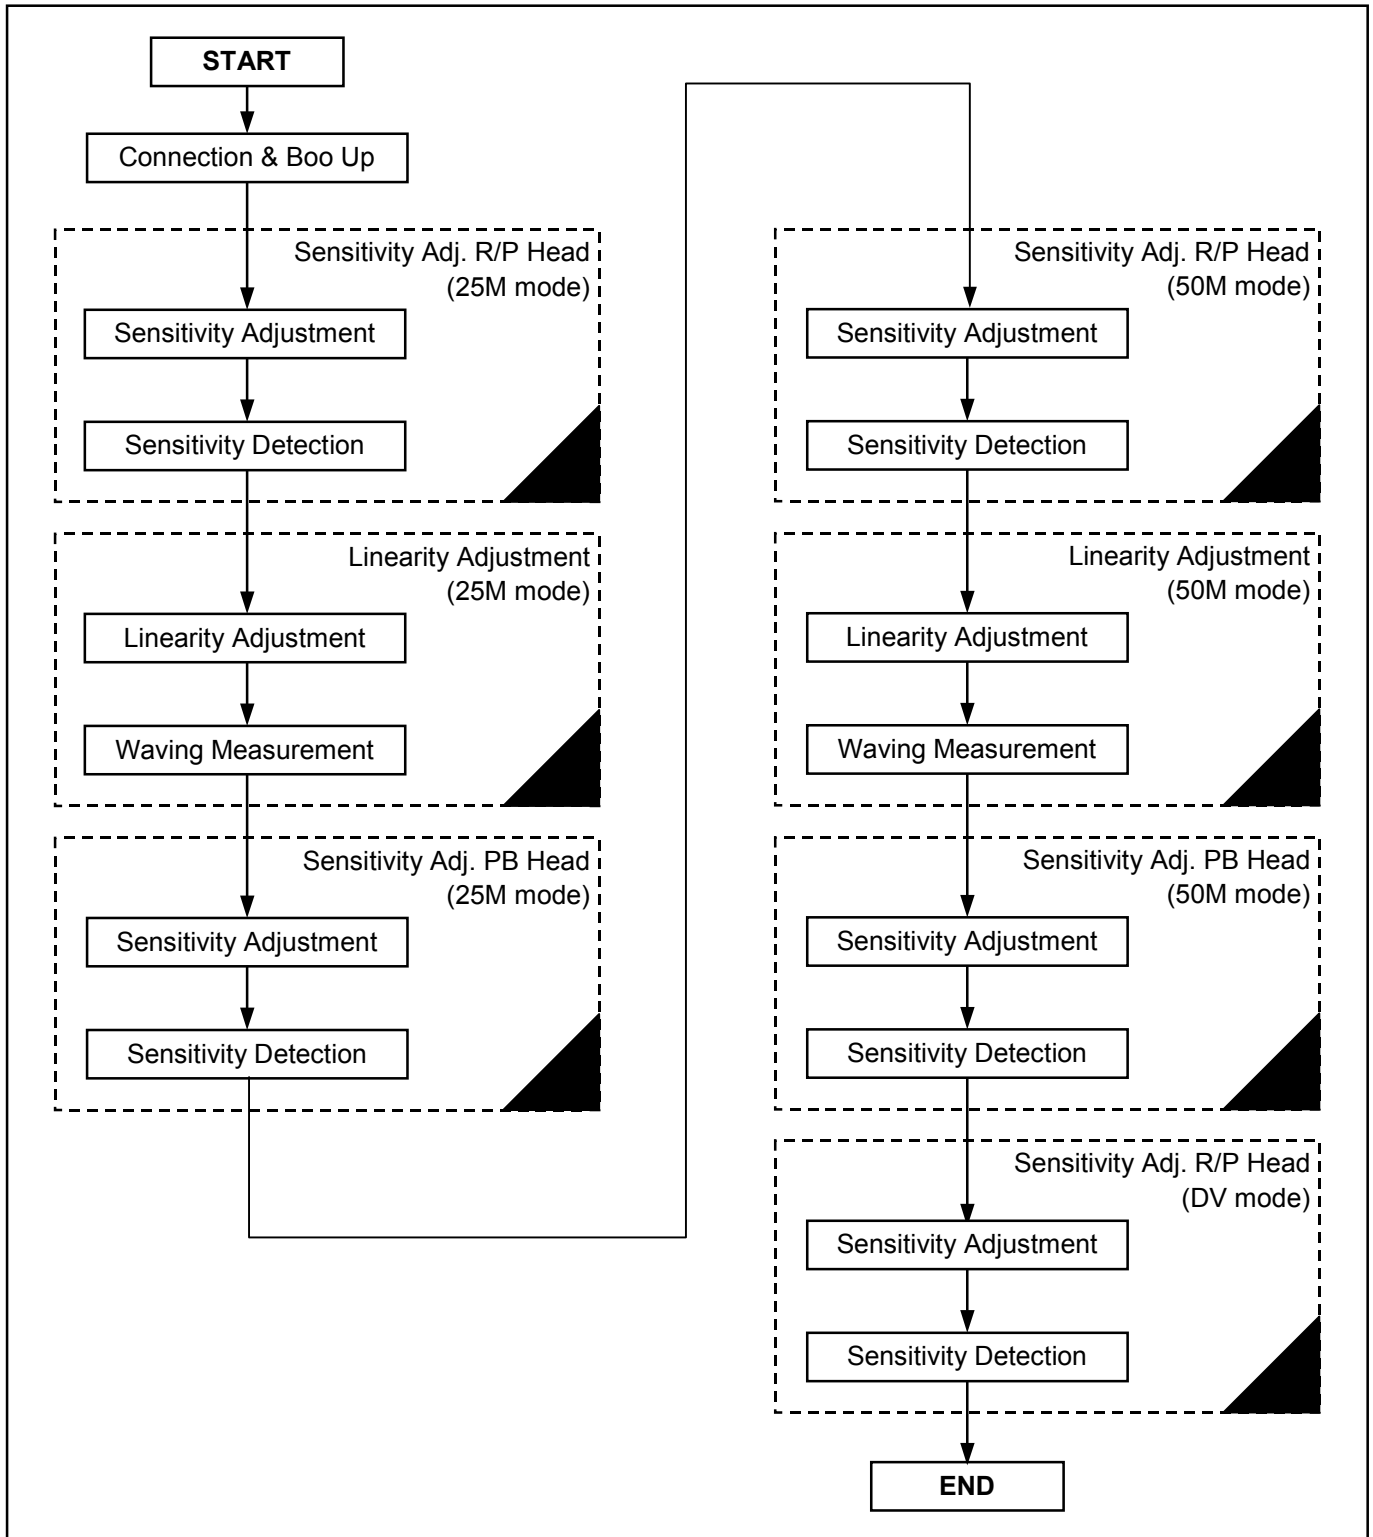 START
Connection & Boo Up
Sensitivity Adj. R/P Head
(25M mode)
Sensitivity Adjustment
Sensitivity Detection
Linearity Adjustment
(25M mode)
Linearity Adjustment
Waving Measurement
Sensitivity Adj. PB Head
(25M mode)
Sensitivity Adjustment
Sensitivity Detection
Sensitivity Adj. R/P Head
(50M mode)
Sensitivity Adjustment
Sensitivity Detection
Linearity Adjustment
(50M mode)
Linearity Adjustment
Waving Measurement
Sensitivity Adj. PB Head
(50M mode)
Sensitivity Adjustment
Sensitivity Detection
Sensitivity Adj. R/P Head
(DV mode)
Sensitivity Adjustment
Sensitivity Detection
END